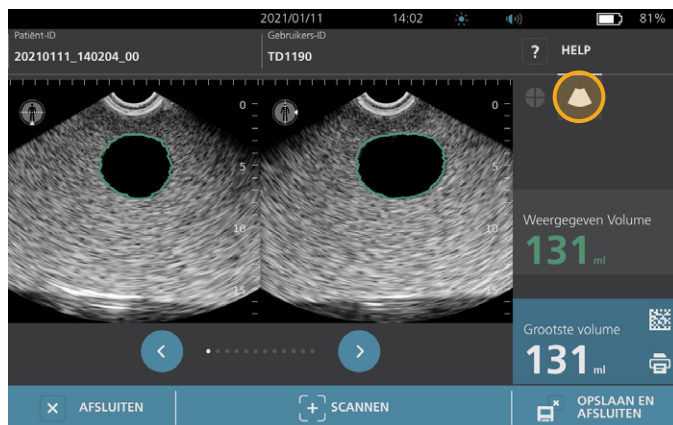 2021/01/11 14:02 81%
Patiënt-ID
20210111_140204_00
Gebruikers-ID
TD1190
? HELP
0
5
10
15
0
5
10
15
Weergegeven Volume
131 ml
Grootste volume
131 ml
AFSLUITEN
SCANNEN
OPSLAAN EN
AFSLUITEN